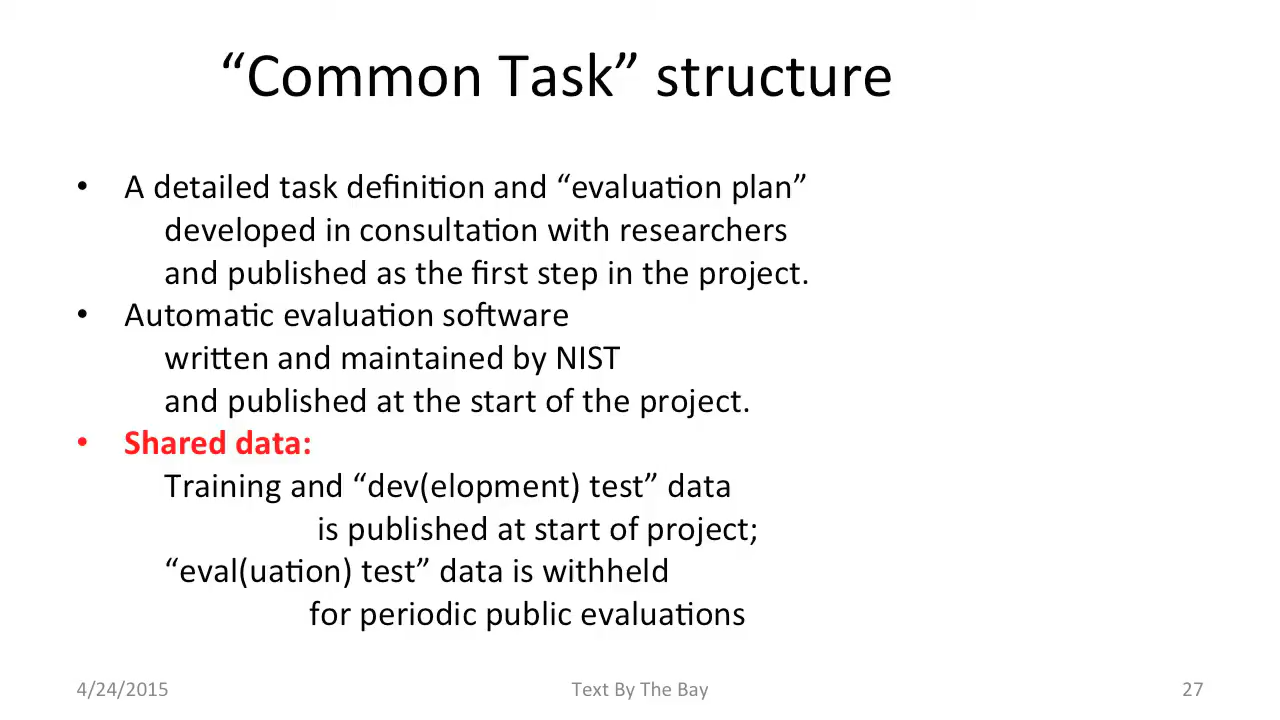 “Common Task” structure
• A detailed task definition and “evaluation plan”
developed in consultation with researchers
and published as the first step in the project.
• Automatic evaluation software
written and maintained by NIST
and published at the start of the project.
• Shared data:
Training and “dev(elopment) test” data
is published at start of project;
“eval(uation) test” data is withheld
for periodic public evaluations
4/24/2015 Text By The Bay 27